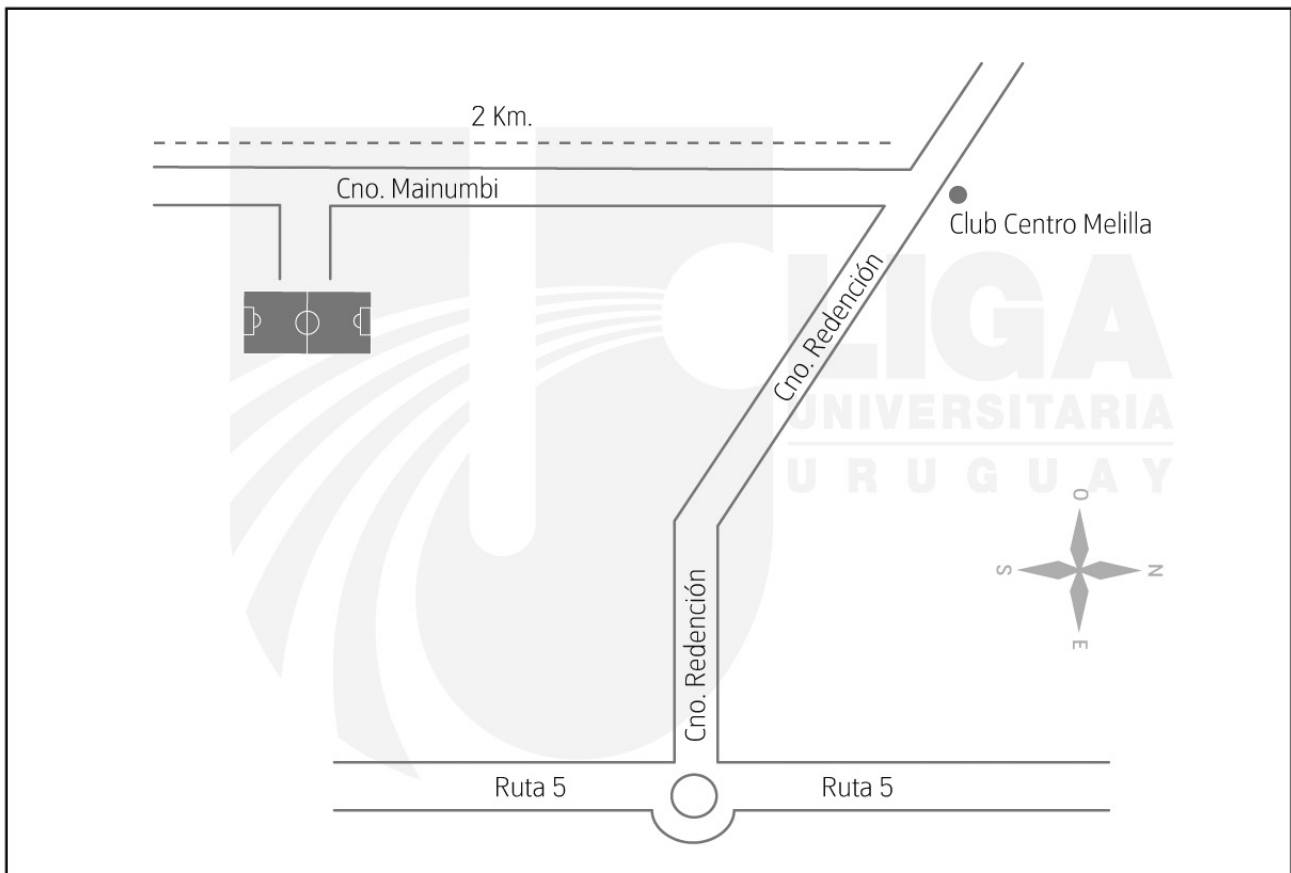 2 Km.
Cno. Mainumbi
Club Centro Melilla
Cno. Redención
LIGA
UNIVERSITARIA
URUGUAY
O
S
N
E
Cno. Redención
Ruta 5
Ruta 5